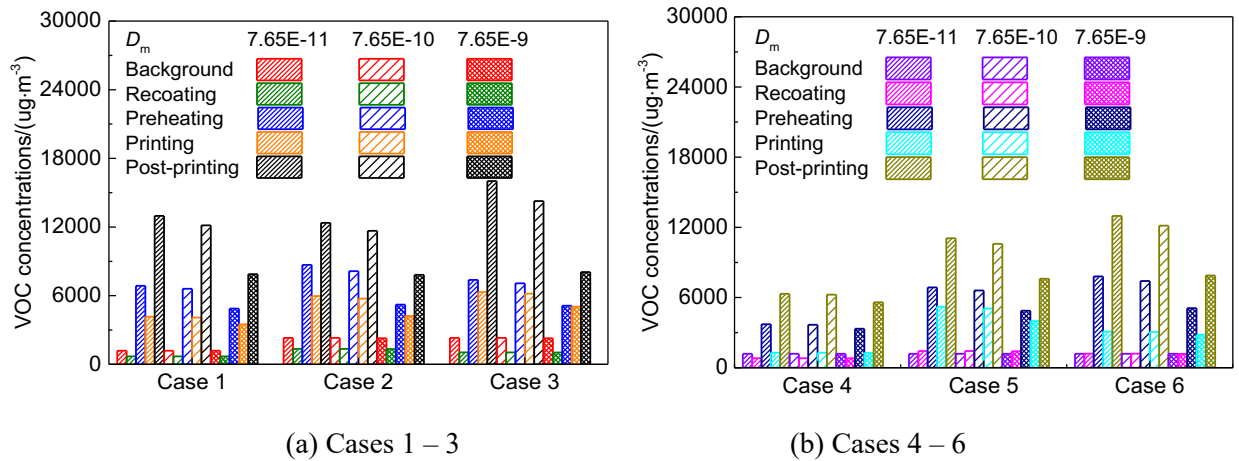 30000
24000
18000
12000
6000
0
VOC concentrations/(ug·m⁻³)
Dm 7.65E-11 7.65E-10 7.65E-9
Background
Recoating
Preheating
Printing
Post-printing
Case 1 Case 2 Case 3
(a) Cases 1 – 3
30000
24000
18000
12000
6000
0
VOC concentrations/(ug·m⁻³)
Dm 7.65E-11 7.65E-10 7.65E-9
Background
Recoating
Preheating
Printing
Post-printing
Case 4 Case 5 Case 6
(b) Cases 4 – 6